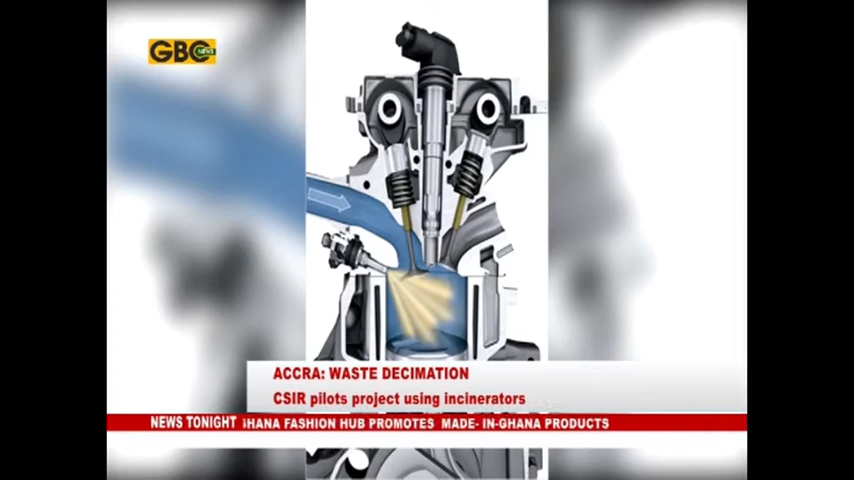 GBC NEWS
ACCRA: WASTE DECIMATION
CSIR pilots project using incinerators
NEWS TONIGHT
GHANA FASHION HUB PROMOTES MADE- IN-GHANA PRODUCTS